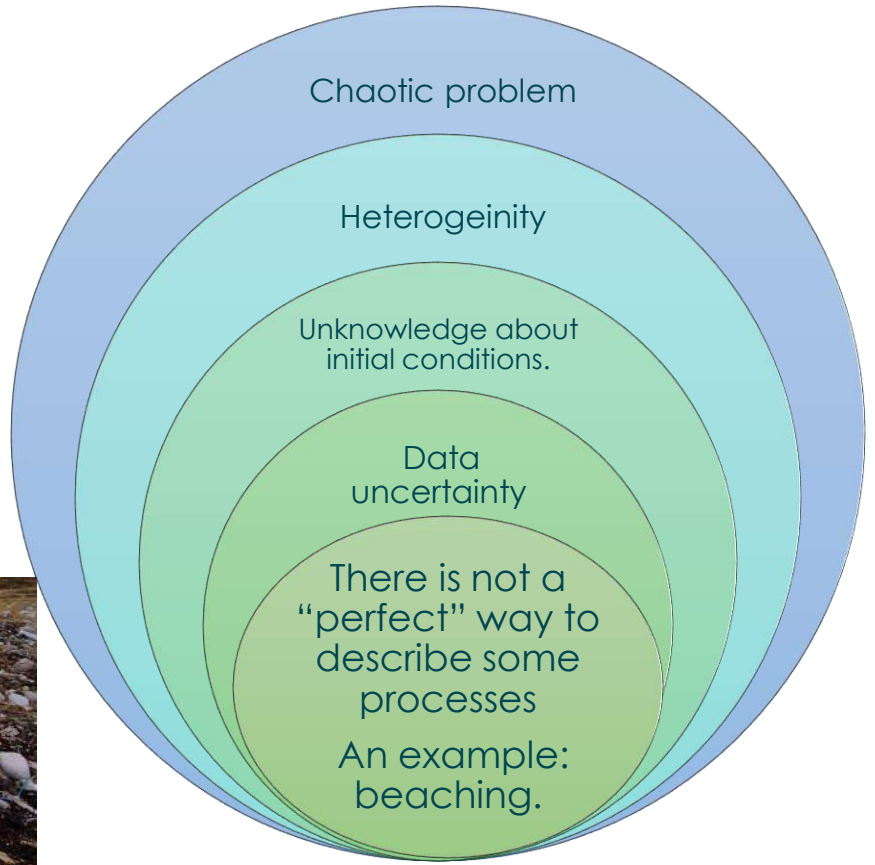 Chaotic problem
Heterogeinity
Unknowledge about
initial conditions.
Data
uncertainty
There is not a
“perfect” way to
describe some
processes
An example:
beaching.